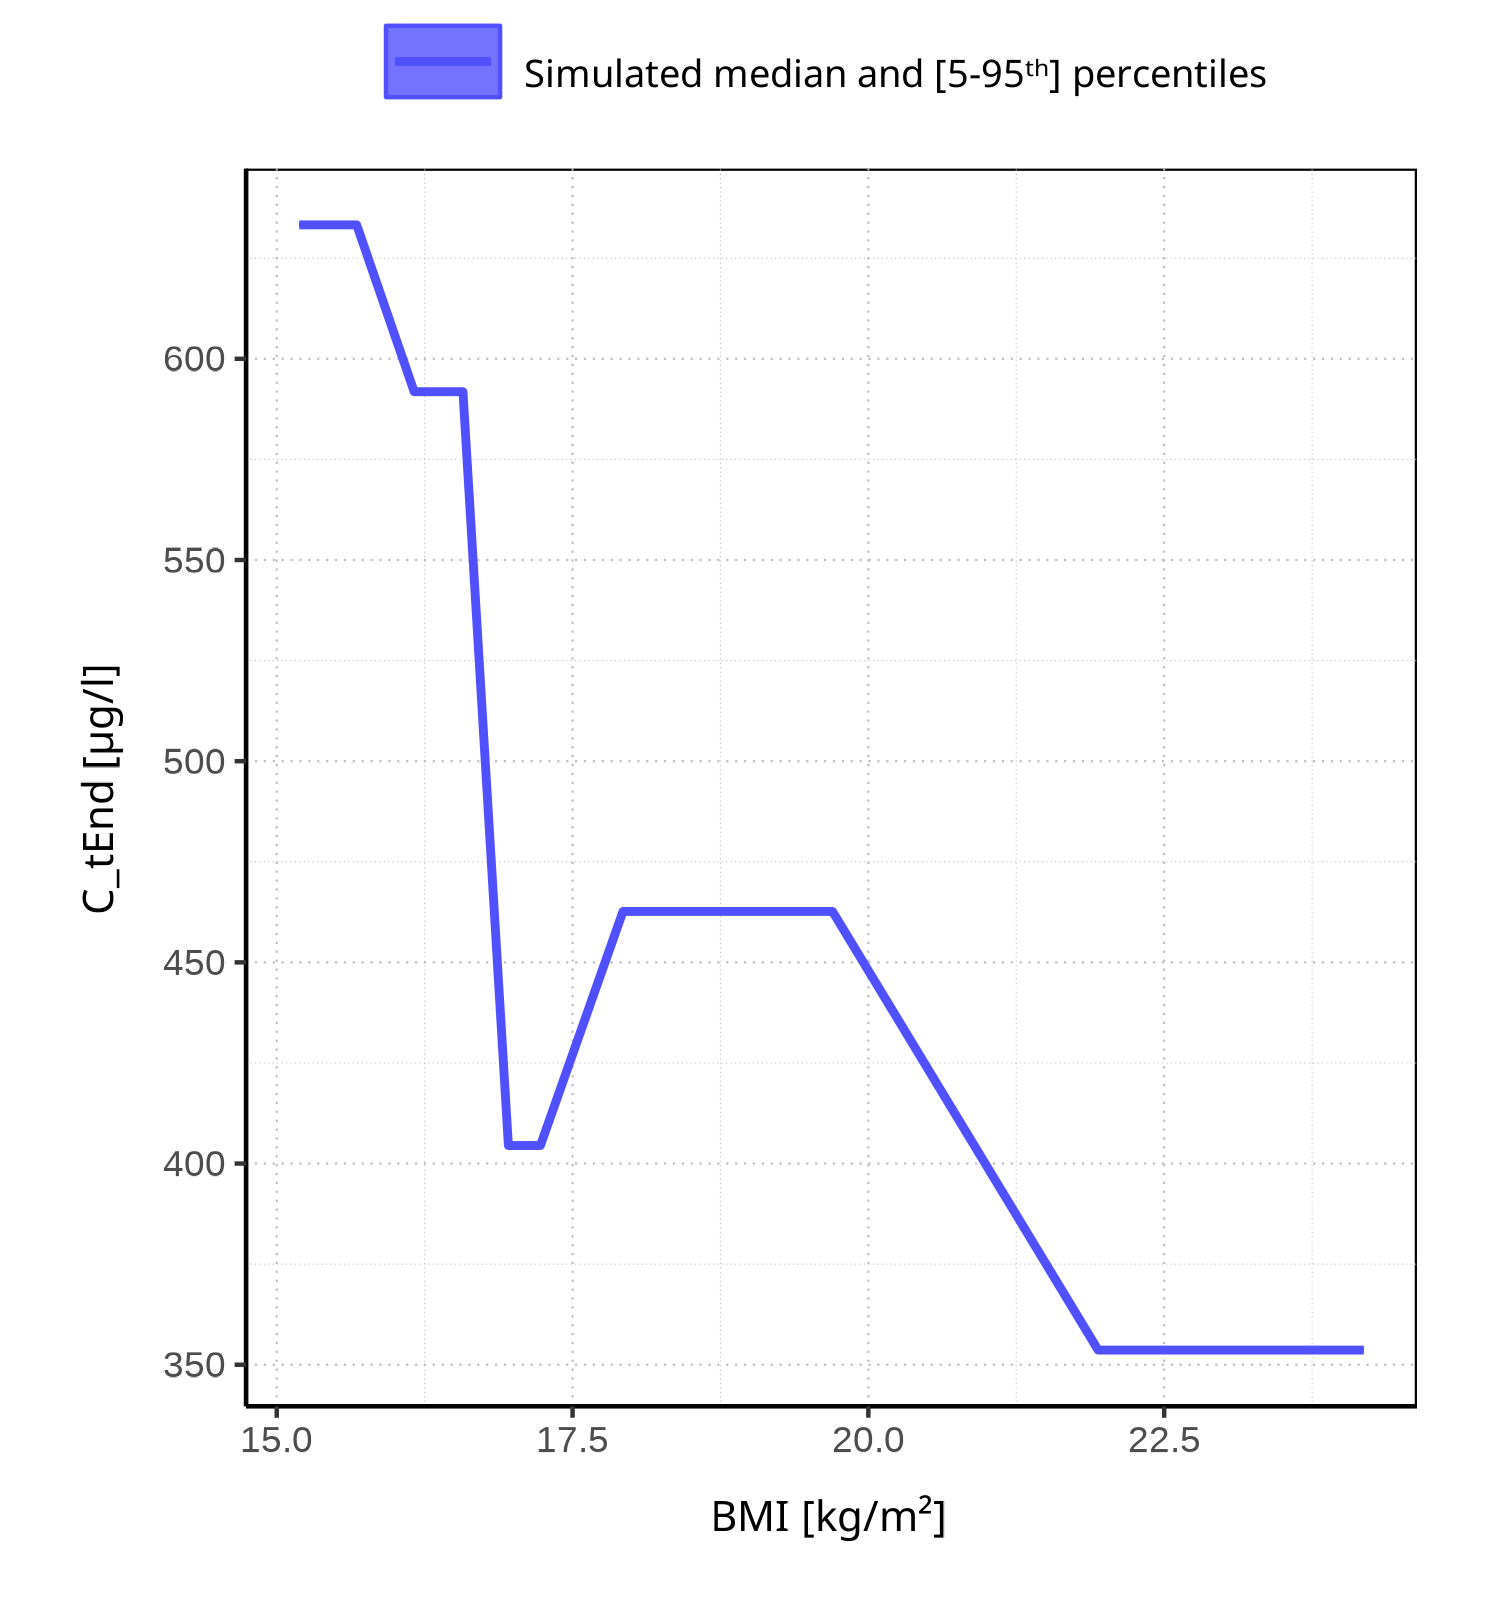 Simulated median and [5-95ᵗʰ] percentiles
600
550
500
450
400
350
C_tEnd [µg/l]
15.0 17.5 20.0 22.5
BMI [kg/m²]